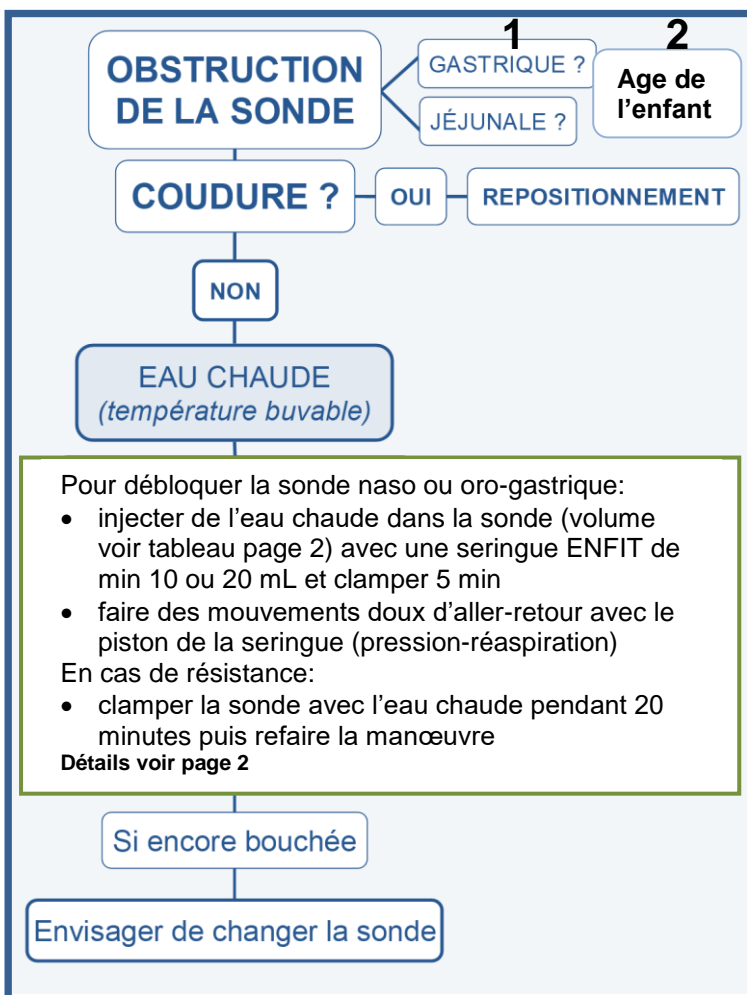 1
2
OBSTRUCTION
DE LA SONDE
GASTRIQUE ?
JÉJUNALE ?
Age de
l’enfant
COUDURE ?
OUI
REPOSITIONNEMENT
NON
EAU CHAUDE
(température buvable)
Pour débloquer la sonde naso ou oro-gastrique:
• injecter de l’eau chaude dans la sonde (volume
voir tableau page 2) avec une seringue ENFIT de
min 10 ou 20 mL et clamper 5 min
• faire des mouvements doux d’aller-retour avec le
piston de la seringue (pression-réaspiration)
En cas de résistance:
• clamper la sonde avec l’eau chaude pendant 20
minutes puis refaire la manœuvre
Détails voir page 2
Si encore bouchée
Envisager de changer la sonde